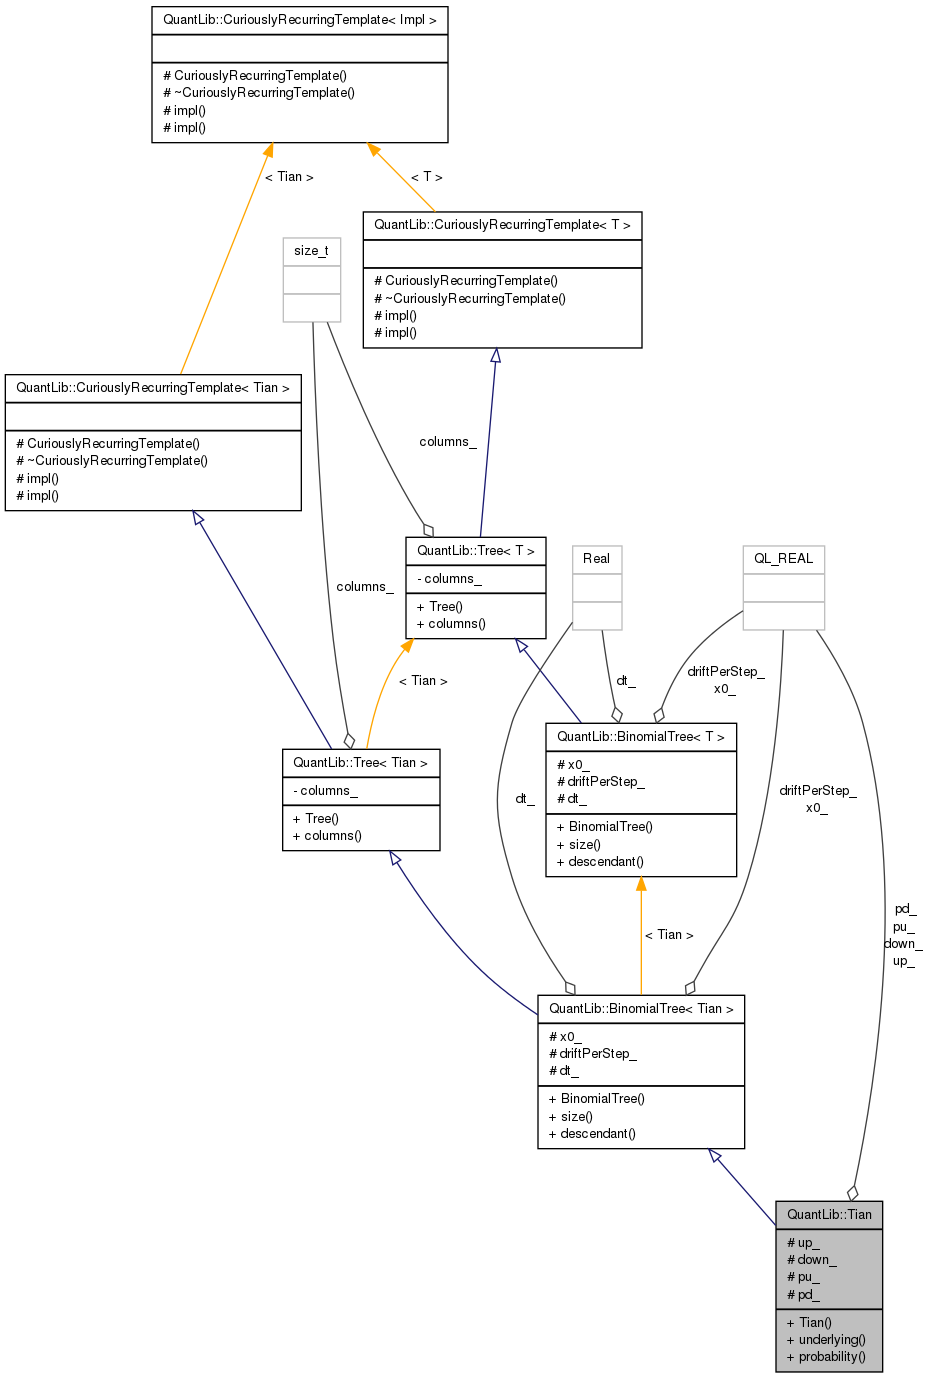 QuantLib::CuriouslyRecurringTemplate< Impl >
# CuriouslyRecurringTemplate()
# ~CuriouslyRecurringTemplate()
# impl()
# impl()
< Tian >
< T >
QuantLib::CuriouslyRecurringTemplate< T >
# CuriouslyRecurringTemplate()
# ~CuriouslyRecurringTemplate()
# impl()
# impl()
size_t
QuantLib::CuriouslyRecurringTemplate< Tian >
# CuriouslyRecurringTemplate()
# ~CuriouslyRecurringTemplate()
# impl()
# impl()
columns_
QuantLib::Tree< T >
- columns_
+ Tree()
+ columns()
Real
QL_REAL
columns_
< Tian >
dt_
driftPerStep_
x0_
QuantLib::BinomialTree< T >
# x0_
# driftPerStep_
# dt_
+ BinomialTree()
+ size()
+ descendant()
QuantLib::Tree< Tian >
- columns_
+ Tree()
+ columns()
dt_
driftPerStep_
x0_
< Tian >
pd_
pu_
down_
up_
QuantLib::BinomialTree< Tian >
# x0_
# driftPerStep_
# dt_
+ BinomialTree()
+ size()
+ descendant()
QuantLib::Tian
# up_
# down_
# pu_
# pd_
+ Tian()
+ underlying()
+ probability()